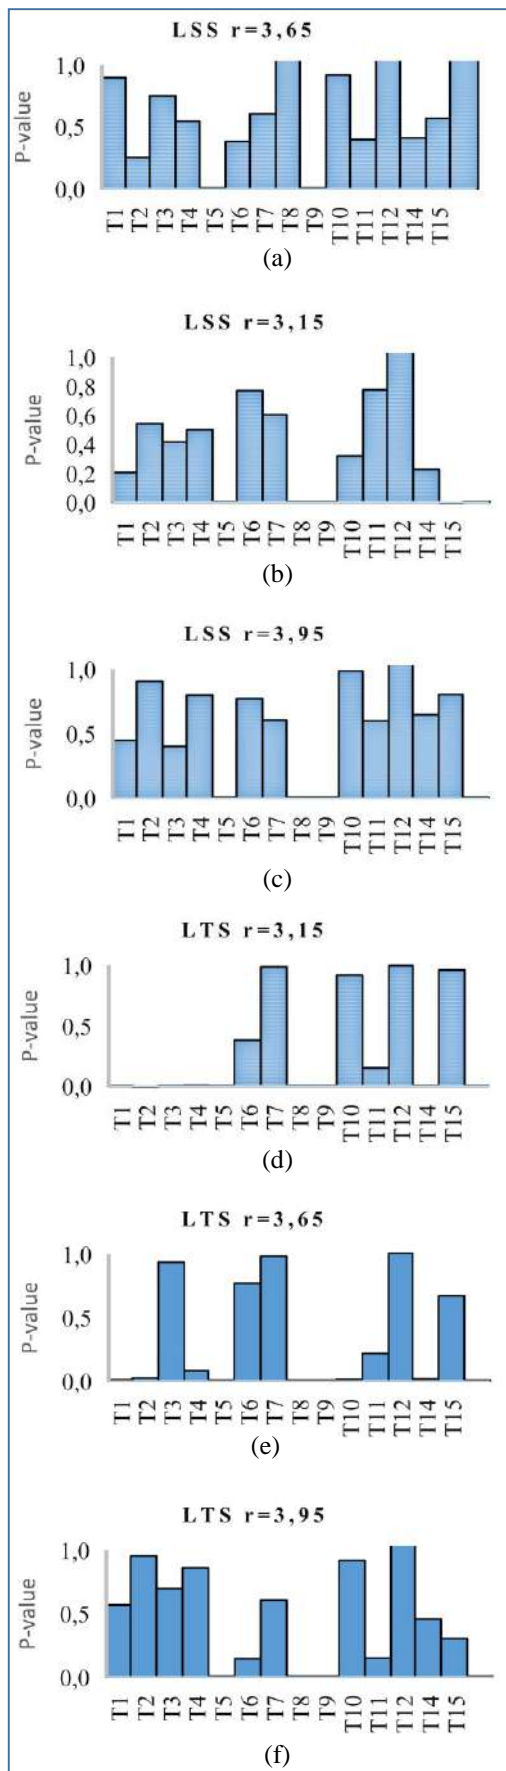 LSS r=3,65
P-value
1,0
0,5
0,0
T1 T2 T3 T4 T5 T6 T7 T8 T9 T10 T11 T12 T14 T15
(a)
LSS r=3,15
P-value
1,0
0,8
0,6
0,4
0,2
0,0
T1 T2 T3 T4 T5 T6 T7 T8 T9 T10 T11 T12 T14 T15
(b)
LSS r=3,95
P-value
1,0
0,5
0,0
T1 T2 T3 T4 T5 T6 T7 T8 T9 T10 T11 T12 T14 T15
(c)
LTS r=3,15
P-value
1,0
0,5
0,0
T1 T2 T3 T4 T5 T6 T7 T8 T9 T10 T11 T12 T14 T15
(d)
LTS r=3,65
P-value
1,0
0,5
0,0
T1 T2 T3 T4 T5 T6 T7 T8 T9 T10 T11 T12 T14 T15
(e)
LTS r=3,95
P-value
1,0
0,5
0,0
T1 T2 T3 T4 T5 T6 T7 T8 T9 T10 T11 T12 T14 T15
(f)